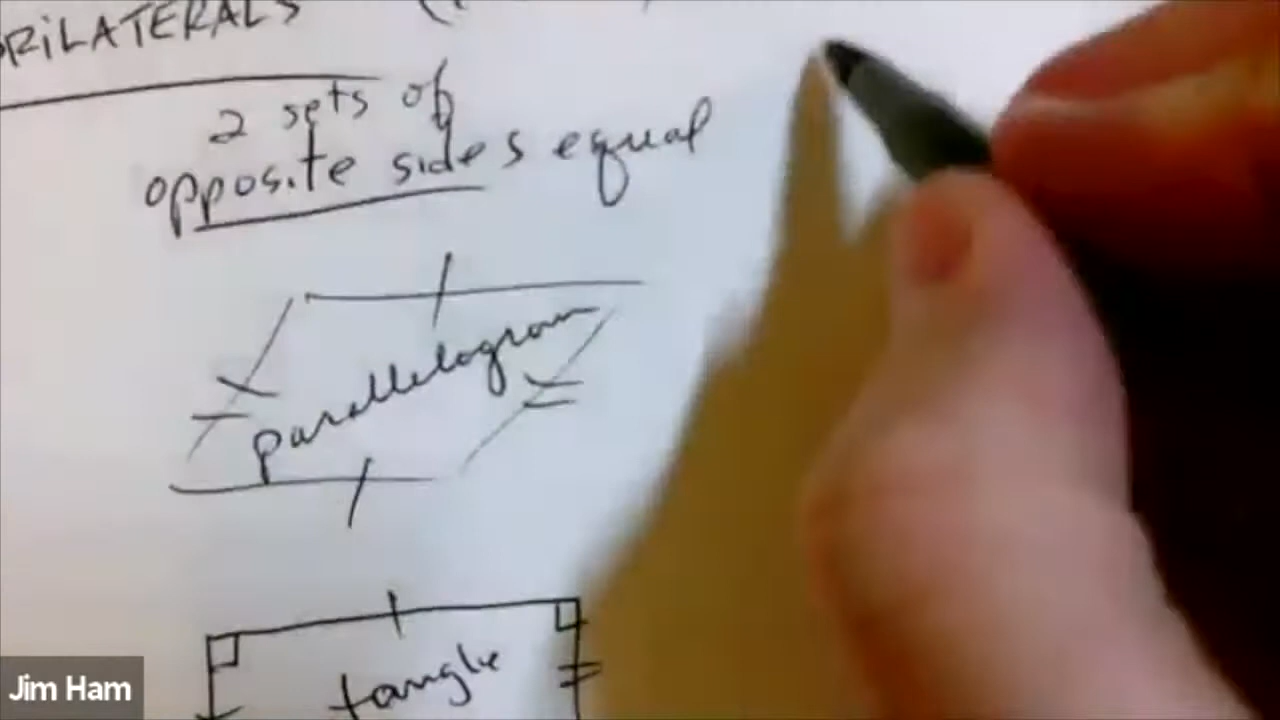 RILATERALS
2 sets of
opposite sides equal
parallelogram
tangle
Jim Ham